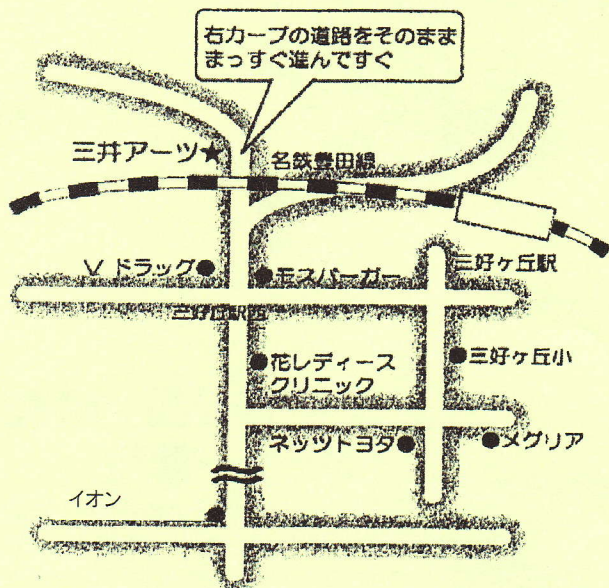 右カーブの道路をそのまま
まっすぐ進んですぐ
三井アーツ★
名鉄豊田線
V ドラッグ
モスバーガー
三好ヶ丘駅
三好丘駅西
花レディース
クリニック
三好ヶ丘小
ネッツトヨタ
メグリア
イオン